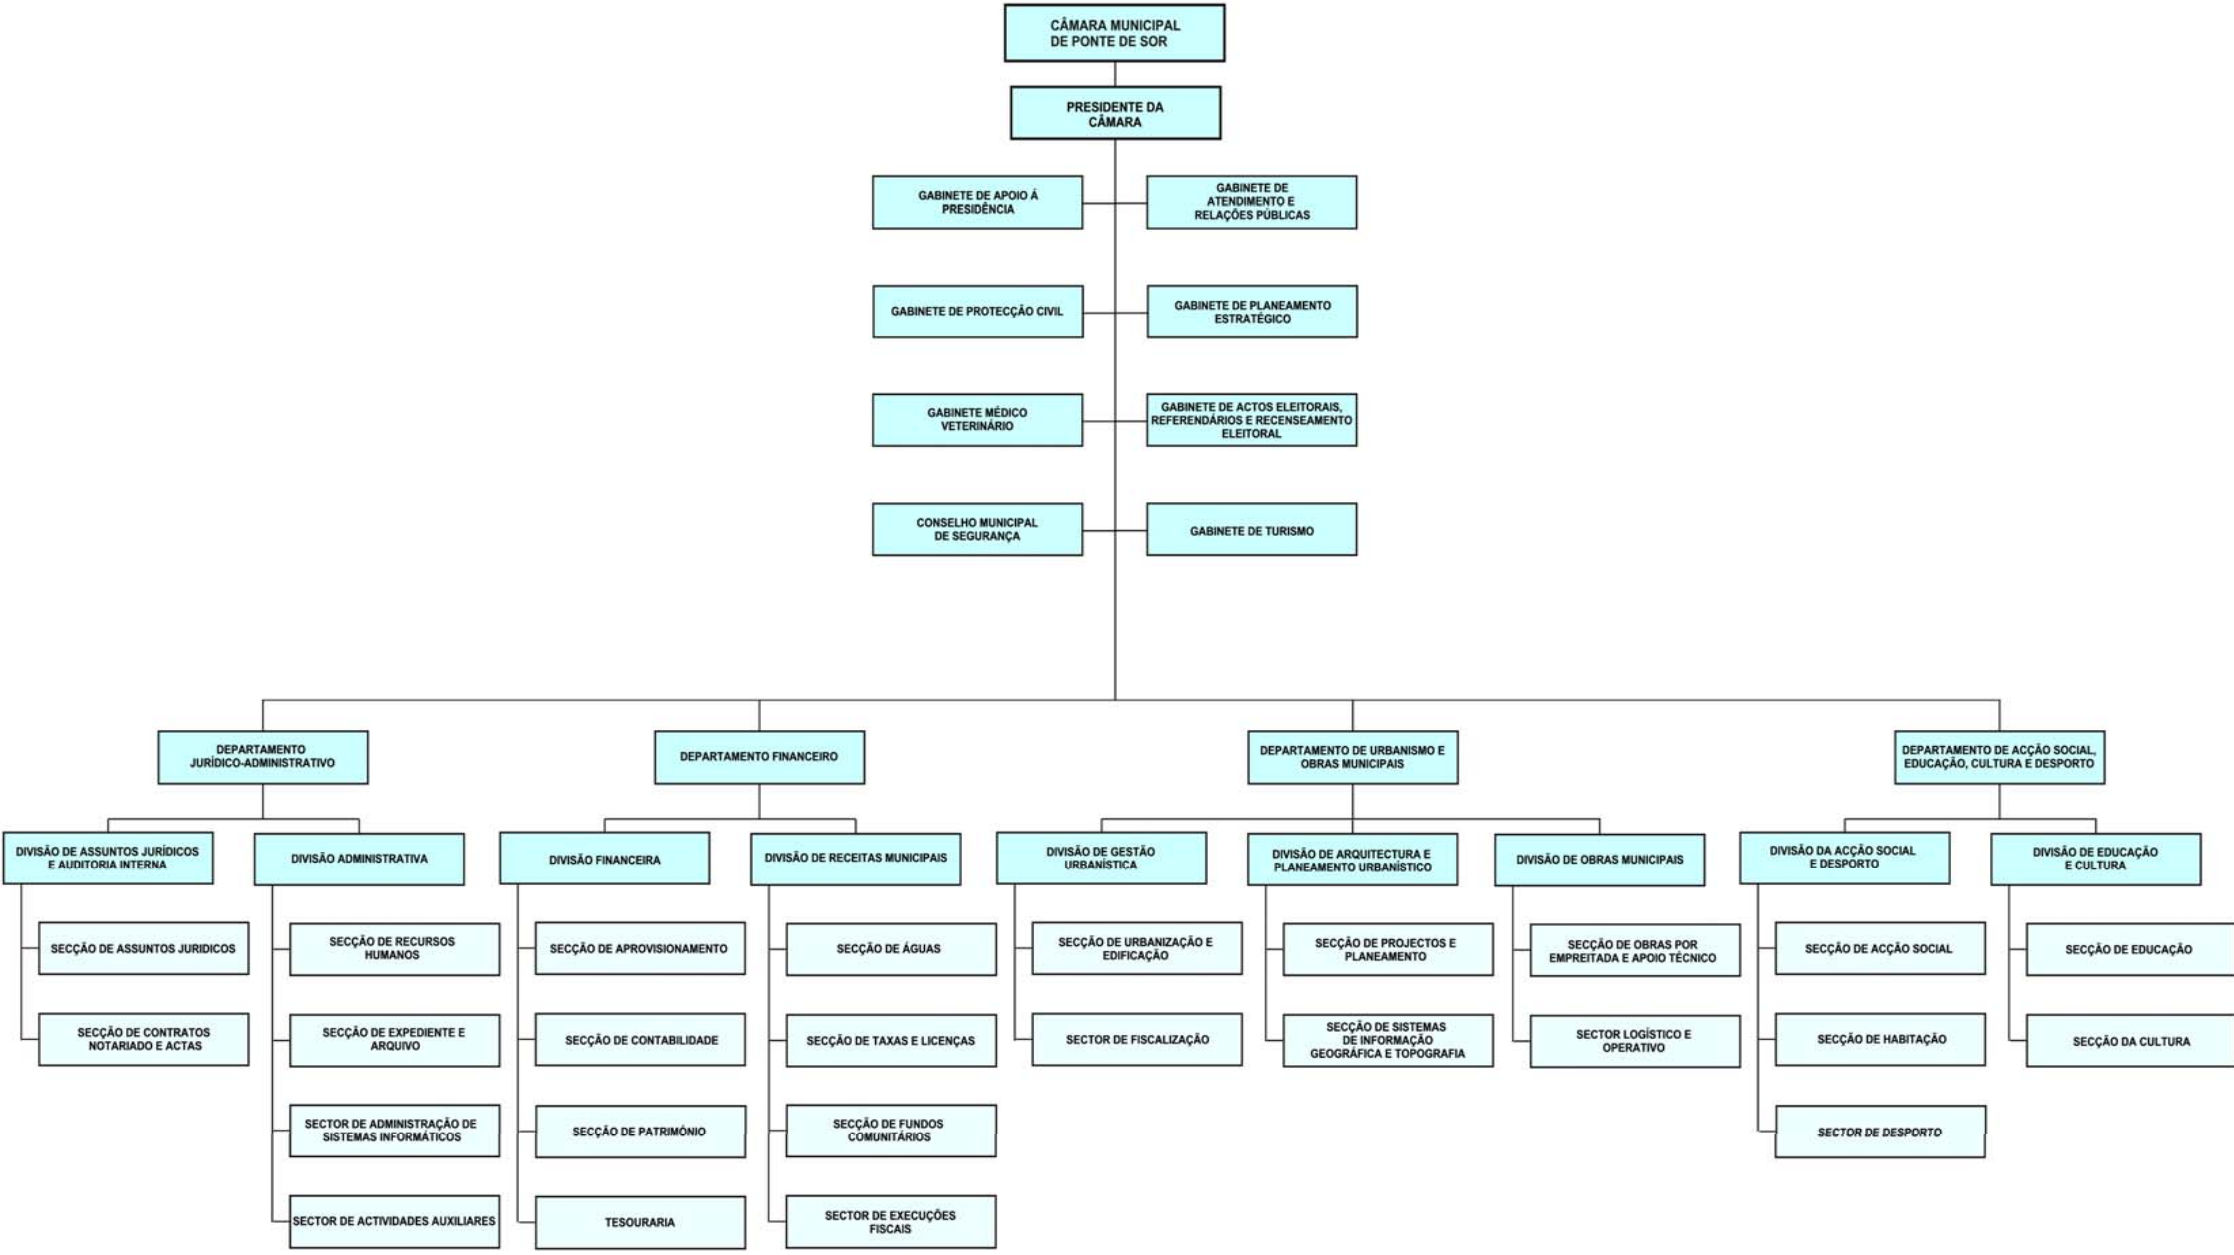 CÂMARA MUNICIPAL
DE PONTE DE SOR
PRESIDENTE DA
CÂMARA
GABINETE DE APOIO Á
PRESIDÊNCIA
GABINETE DE
ATENDIMENTO E
RELAÇÕES PÚBLICAS
GABINETE DE PROTECÇÃO CIVIL
GABINETE DE PLANEAMENTO
ESTRATÉGICO
GABINETE MÉDICO
VETERINÁRIO
GABINETE DE ACTOS ELEITORAIS,
REFERENDÁRIOS E RECENSEAMENTO
ELEITORAL
CONSELHO MUNICIPAL
DE SEGURANÇA
GABINETE DE TURISMO
DEPARTAMENTO
JURÍDICO-ADMINISTRATIVO
DEPARTAMENTO FINANCEIRO
DEPARTAMENTO DE URBANISMO E
OBRAS MUNICIPAIS
DEPARTAMENTO DE ACÇÃO SOCIAL,
EDUCAÇÃO, CULTURA E DESPORTO
DIVISÃO DE ASSUNTOS JURÍDICOS
E AUDITORIA INTERNA
DIVISÃO ADMINISTRATIVA
DIVISÃO FINANCEIRA
DIVISÃO DE RECEITAS MUNICIPAIS
DIVISÃO DE GESTÃO
URBANÍSTICA
DIVISÃO DE ARQUITECTURA E
PLANEAMENTO URBANÍSTICO
DIVISÃO DE OBRAS MUNICIPAIS
DIVISÃO DA ACÇÃO SOCIAL
E DESPORTO
DIVISÃO DE EDUCAÇÃO
E CULTURA
SECÇÃO DE ASSUNTOS JURIDICOS
SECÇÃO DE RECURSOS
HUMANOS
SECÇÃO DE APROVISIONAMENTO
SECÇÃO DE ÁGUAS
SECÇÃO DE URBANIZAÇÃO E
EDIFICAÇÃO
SECÇÃO DE PROJECTOS E
PLANEAMENTO
SECÇÃO DE OBRAS POR
EMPREITADA E APOIO TÉCNICO
SECÇÃO DE ACÇÃO SOCIAL
SECÇÃO DE EDUCAÇÃO
SECÇÃO DE CONTRATOS
NOTARIADO E ACTAS
SECÇÃO DE EXPEDIENTE E
ARQUIVO
SECÇÃO DE CONTABILIDADE
SECÇÃO DE TAXAS E LICENÇAS
SECTOR DE FISCALIZAÇÃO
SECÇÃO DE SISTEMAS
DE INFORMAÇÃO
GEOGRÁFICA E TOPOGRAFIA
SECTOR LOGÍSTICO E
OPERATIVO
SECÇÃO DE HABITAÇÃO
SECÇÃO DA CULTURA
SECTOR DE ADMINISTRAÇÃO DE
SISTEMAS INFORMÁTICOS
SECÇÃO DE PATRIMÓNIO
SECÇÃO DE FUNDOS
COMUNITÁRIOS
SECTOR DE DESPORTO
SECTOR DE ACTIVIDADES AUXILIARES
TESOURARIA
SECTOR DE EXECUÇÕES
FISCAIS